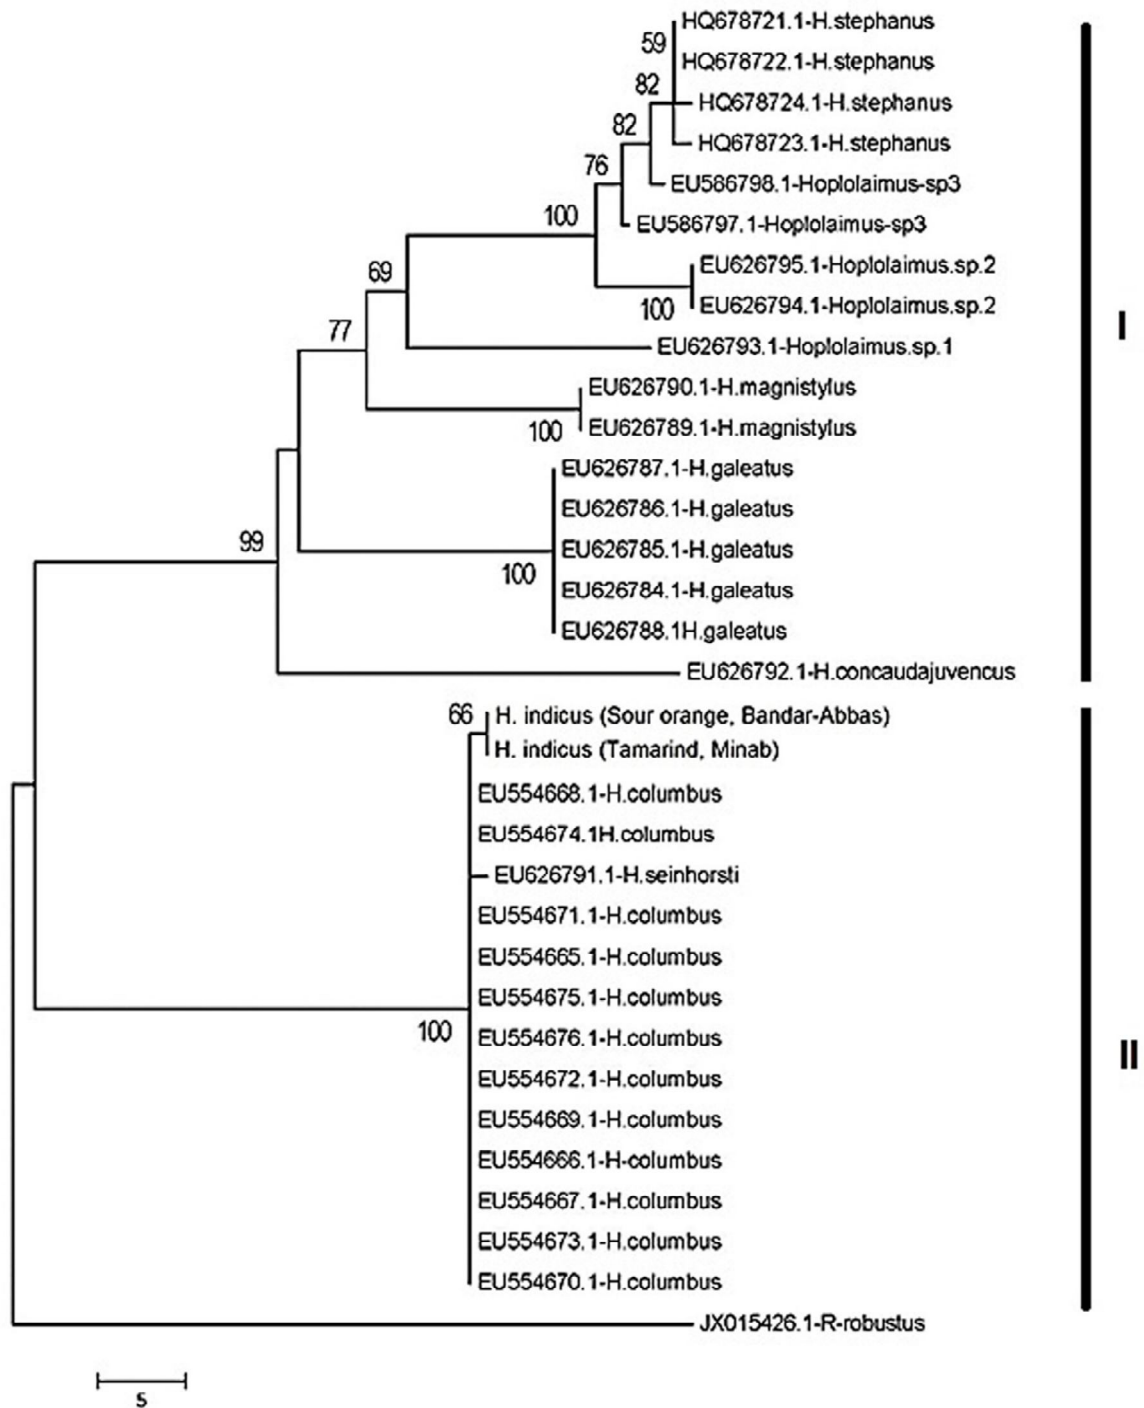 HQ678721.1-H.stephanus
59
HQ678722.1-H.stephanus
82
HQ678724.1-H.stephanus
82
HQ678723.1-H.stephanus
76
EU586798.1-Hoplolaimus-sp3
100
EU586797.1-Hoplolaimus-sp3
69
EU626795.1-Hoplolaimus.sp.2
100
EU626794.1-Hoplolaimus.sp.2
I
77
EU626793.1-Hoplolaimus.sp.1
EU626790.1-H.magnistylus
100
EU626789.1-H.magnistylus
EU626787.1-H.galeatus
EU626786.1-H.galeatus
99
EU626785.1-H.galeatus
100
EU626784.1-H.galeatus
EU626788.1H.galeatus
EU626792.1-H.concaudajuvencus
66
H. indicus (Sour orange, Bandar-Abbas)
H. indicus (Tamarind, Minab)
EU554668.1-H.columbus
EU554674.1H.columbus
EU626791.1-H.seinhorsti
EU554671.1-H.columbus
EU554665.1-H.columbus
EU554675.1-H.columbus
100
EU554676.1-H.columbus
II
EU554672.1-H.columbus
EU554669.1-H.columbus
EU554666.1-H-columbus
EU554667.1-H.columbus
EU554673.1-H.columbus
EU554670.1-H.columbus
JX015426.1-R-robustus
5